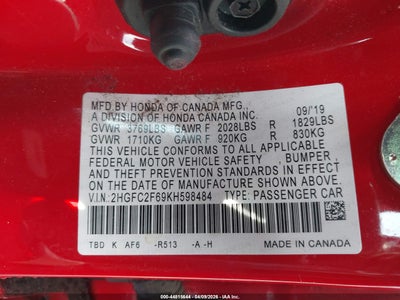 MFD BY HONDA OF CANADA MFG., 09/'19
A DIVISION OF HONDA CANADA INC.
GVWR 3769LBS GAWR F 2028LBS R 1829LBS
GVWR 1710KG GAWR F 920KG R 830KG
THIS VEHICLE CONFORMS TO ALL APPLICABLE
FEDERAL MOTOR VEHICLE SAFETY , BUMPER ,
AND THEFT PREVENTION STANDARDS IN EFFECT ON
THE DATE OF MANUFACTURE SHOWN ABOVE.
V.I.N: 2HGFC2F69KH598484 TYPE: PASSENGER CAR
TBD K AF6 -R513 -A -H MADE IN CANADA
ID: 000-44815644 04/09/2026 - IAA Inc.